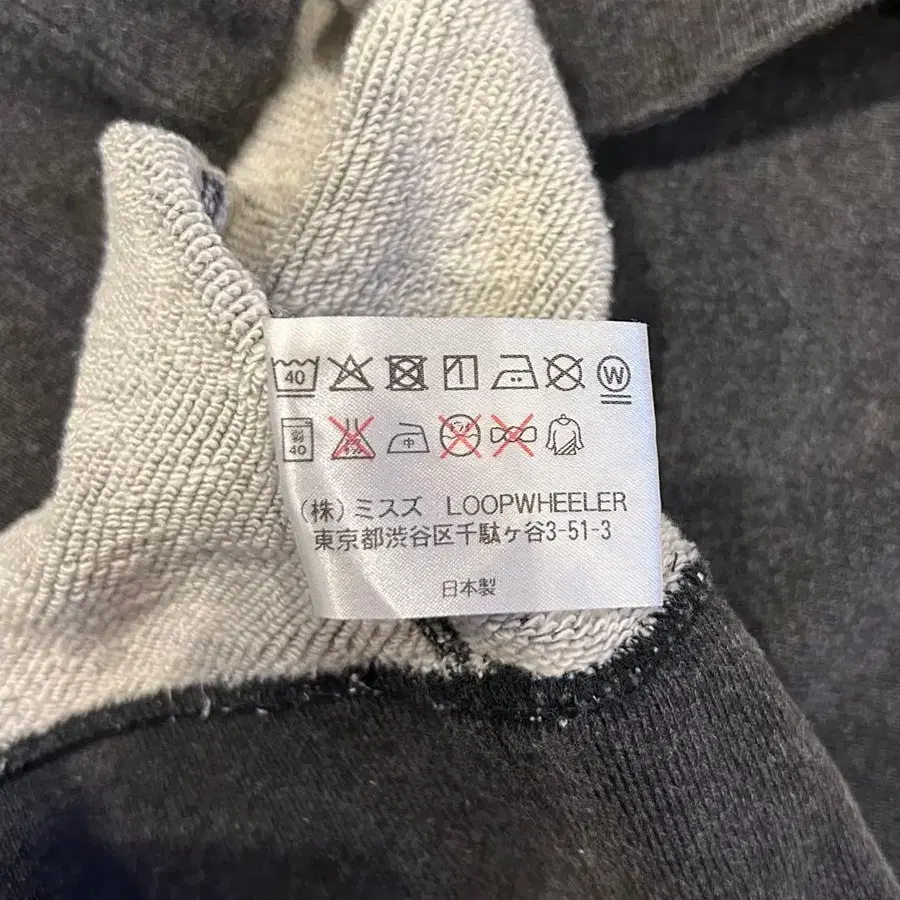 40 W
弱 40 中
(株)ミスズ LOOPWHEELER
東京都渋谷区千駄ヶ谷3-51-3
日本製